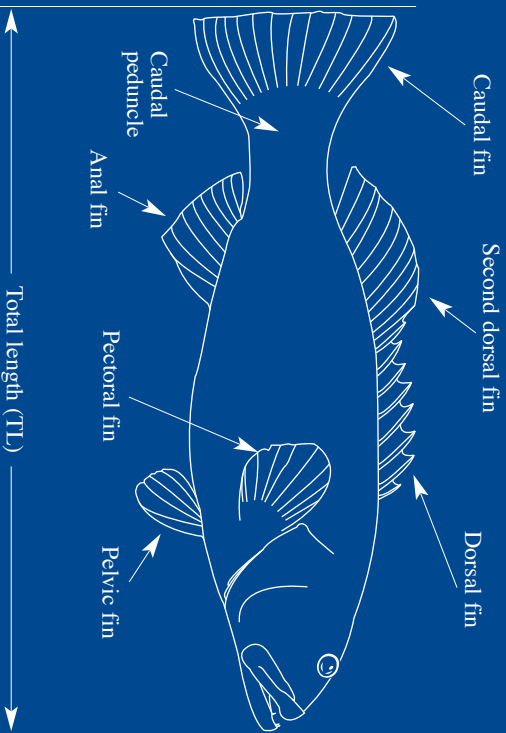 Caudal fin
Second dorsal fin
Dorsal fin
Caudal
peduncle
Anal fin
Pectoral fin
Pelvic fin
Total length (TL)